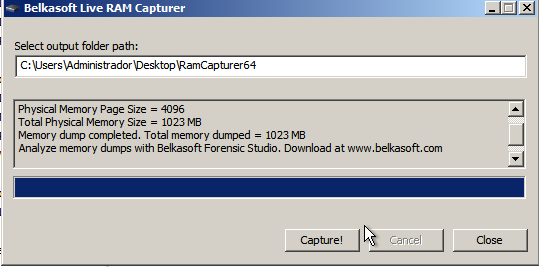 Belkasoft Live RAM Capturer
Select output folder path:
C:\Users\Administrador\Desktop\RamCapturer64
Physical Memory Page Size = 4096
Total Physical Memory Size = 1023 MB
Memory dump completed. Total memory dumped = 1023 MB
Analyze memory dumps with Belkasoft Forensic Studio. Download at www.belkasoft.com
Capture!
Cancel
Close